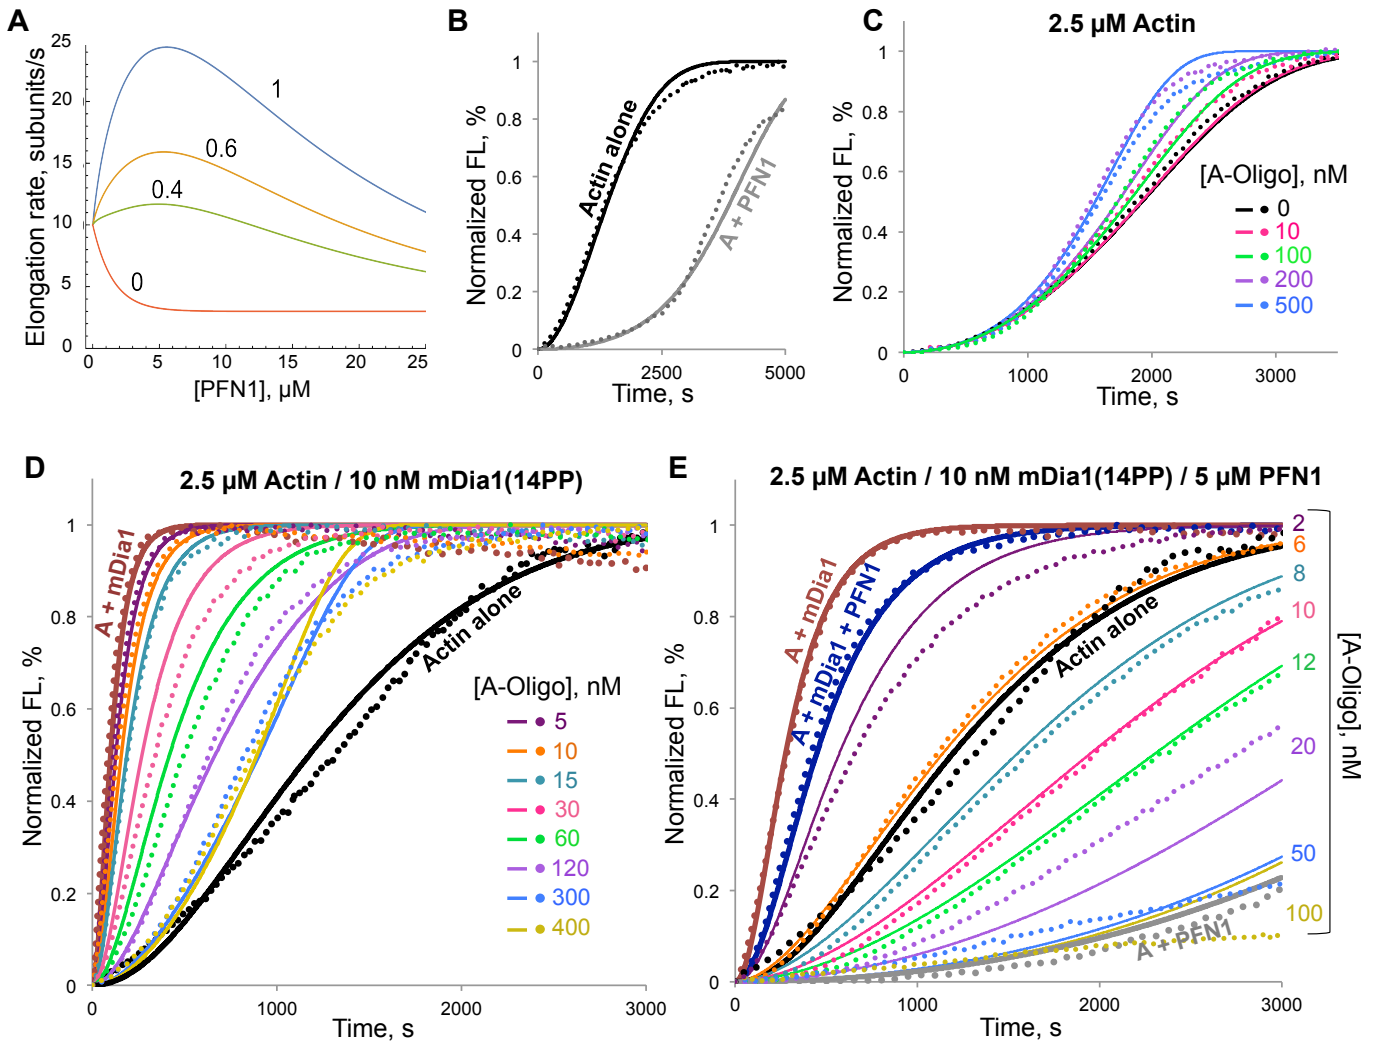 A
Elongation rate, subunits/s
25
20
15
10
5
0
1
0.6
0.4
0
0
5
10
15
20
25
[PFN1], µM
B
Normalized FL, %
1
0.8
0.6
0.4
0.2
0
Actin alone
A + PFN1
0
2500
5000
Time, s
C
2.5 µM Actin
Normalized FL, %
1
0.8
0.6
0.4
0.2
0
[A-Oligo], nM
0
10
100
200
500
0
1000
2000
3000
Time, s
D
2.5 µM Actin / 10 nM mDia1(14PP)
Normalized FL, %
1
0.8
0.6
0.4
0.2
0
A + mDia1
Actin alone
[A-Oligo], nM
5
10
15
30
60
120
300
400
0
1000
2000
3000
Time, s
E
2.5 µM Actin / 10 nM mDia1(14PP) / 5 µM PFN1
Normalized FL, %
1
0.8
0.6
0.4
0.2
0
A + mDia1
A + mDia1 + PFN1
Actin alone
A + PFN1
2
6
8
10
12
20
50
100
[A-Oligo], nM
0
1000
2000
3000
Time, s